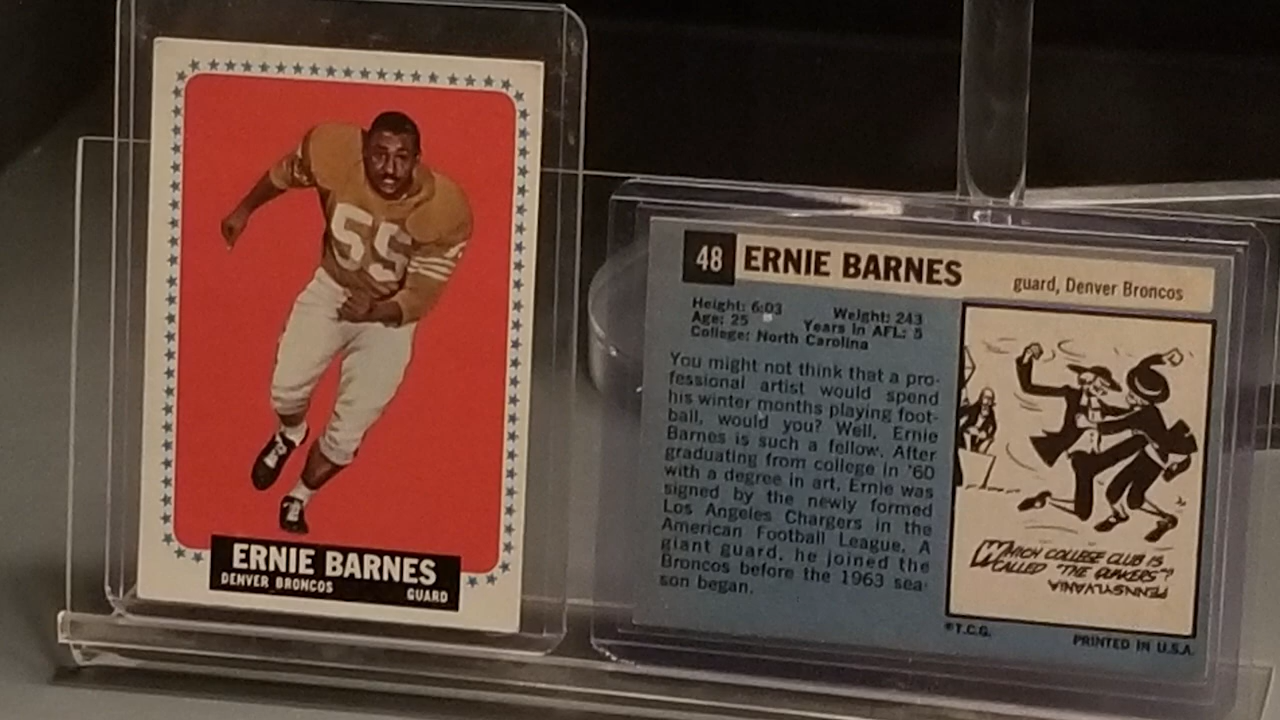 55
ERNIE BARNES
DENVER BRONCOS GUARD
48 ERNIE BARNES guard, Denver Broncos
Height: 6:03 Weight: 243
Age: 25 Years in AFL: 5
College: North Carolina
You might not think that a pro-
fessional artist would spend
his winter months playing foot-
ball, would you? Well, Ernie
Barnes is such a fellow. After
graduating from college in '60
with a degree in art, Ernie was
signed by the newly formed
Los Angeles Chargers in the
American Football League. A
giant guard, he joined the
Broncos before the 1963 sea-
son began.
WHICH COLLEGE CLUB IS
CALLED "THE QUAKERS"?
PENNSYLVANIA
©T.C.G. PRINTED IN U.S.A.